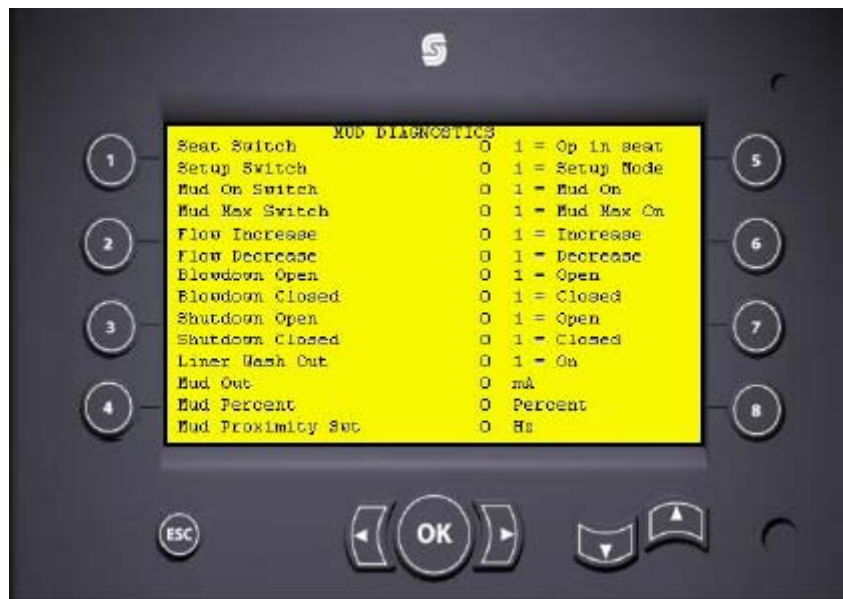 MUD DIAGNOSTICS
Seat Switch 0 1 = Op in seat
Setup Switch 0 1 = Setup Mode
Mud On Switch 0 1 = Mud On
Mud Max Switch 0 1 = Mud Max On
Flow Increase 0 1 = Increase
Flow Decrease 0 1 = Decrease
Blowdown Open 0 1 = Open
Blowdown Closed 0 1 = Closed
Shutdown Open 0 1 = Open
Shutdown Closed 0 1 = Closed
Liner Wash Out 0 1 = On
Mud Out 0 mA
Mud Percent 0 Percent
Mud Proximity Swt 0 Hz
1
2
3
4
5
6
7
8
ESC
OK